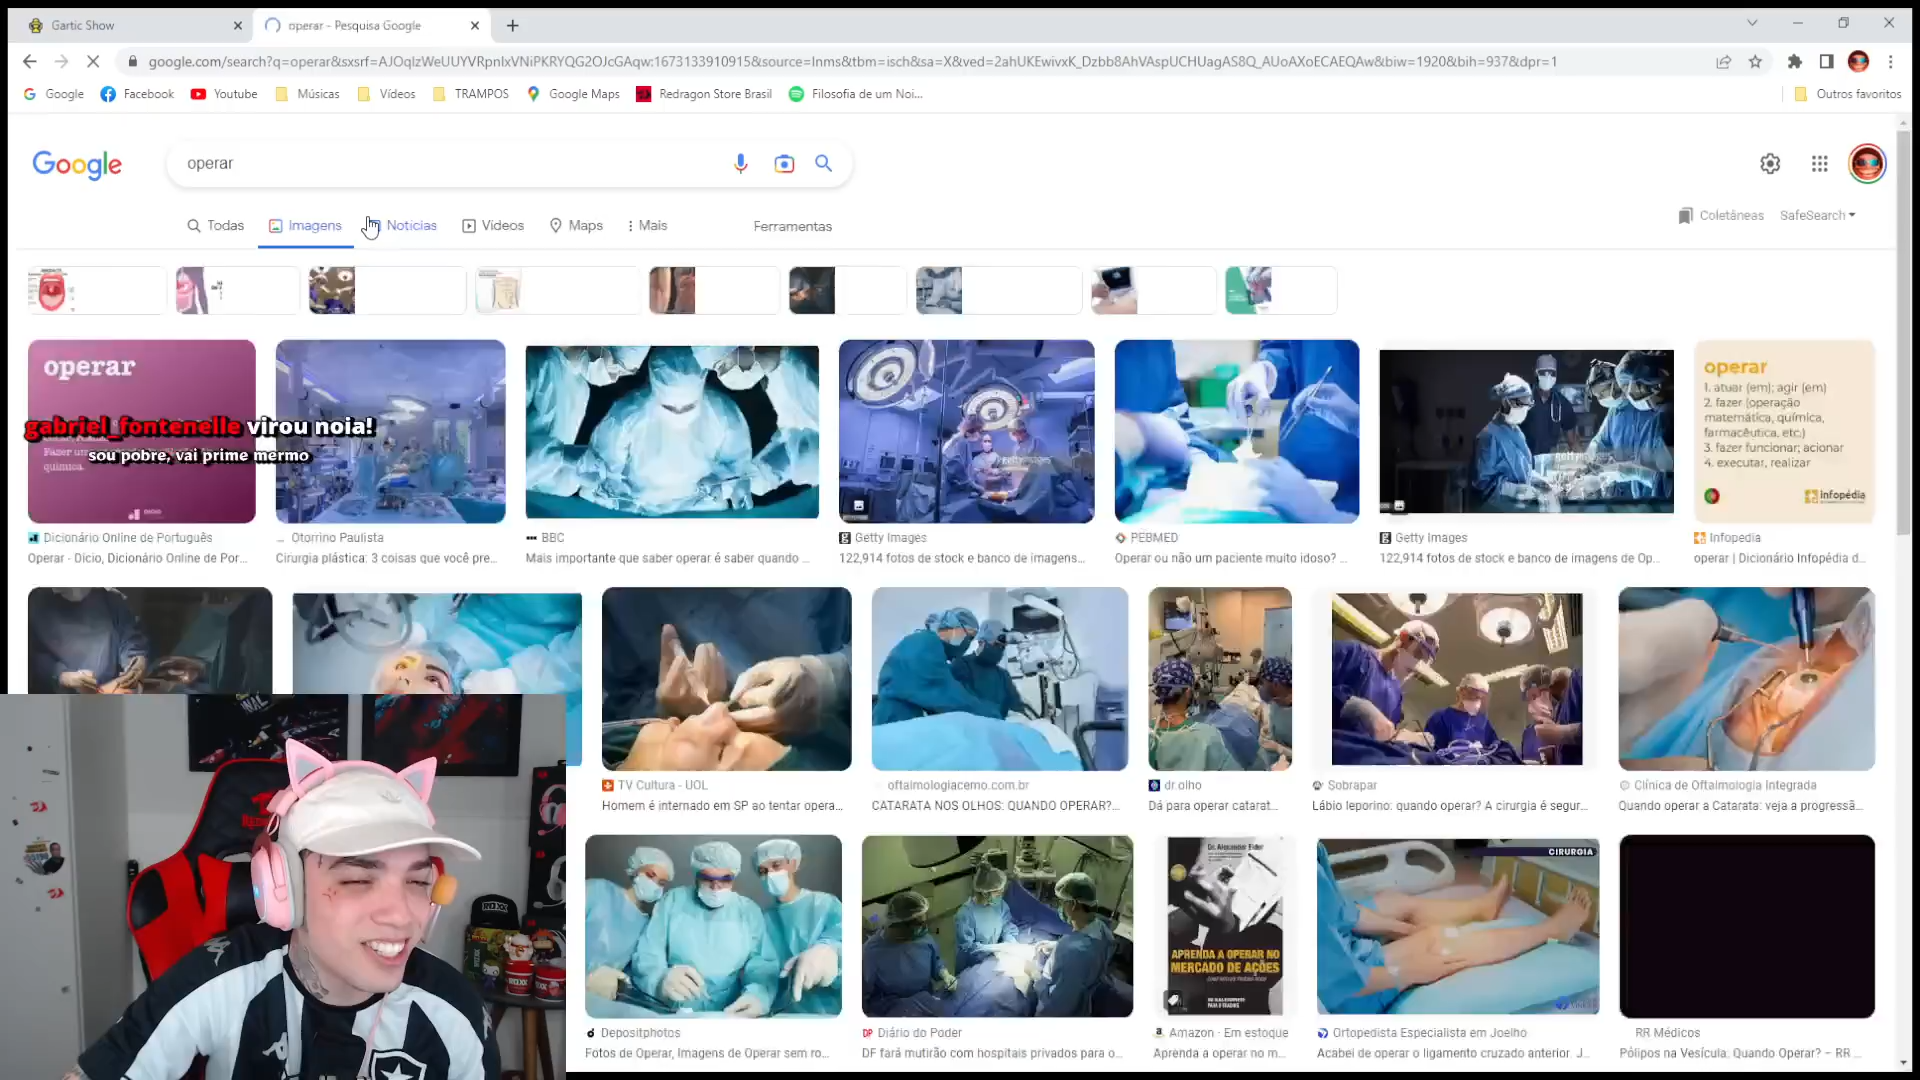 Gartic Show
operar - Pesquisa Google
google.com/search?q=operar&sxsrf=AJOqlzWeUUYVRpnlxVNiPKRYQG2OJcGAqw:1673133910915&source=lnms&tbm=isch&sa=X&ved=2ahUKEwivxK_Dzbb8AhVAspUCHUagAS8Q_AUoAXoECAEQAw&biw=1920&bih=937&dpr=1
Google
Facebook
Youtube
Músicas
Vídeos
TRAMPOS
Google Maps
Redragon Store Brasil
Filosofia de um Noi...
Outros favoritos
Google
operar
Todas
Imagens
Notícias
Vídeos
Maps
Mais
Ferramentas
Coletâneas
SafeSearch
operar
gabriel_fontenelle virou noia!
sou pobre, vai prime mermo
química.
operar
1. atuar (em); agir (em)
2. fazer (operação
matemática, química,
farmacêutica, etc.)
3. fazer funcionar; acionar
4. executar, realizar
infopédia
Dicionário Online de Português
Operar - Dicio, Dicionário Online de Por...
Otorrino Paulista
Cirurgia plástica: 3 coisas que você pre...
BBC
Mais importante que saber operar é saber quando ...
Getty Images
122,914 fotos de stock e banco de imagens...
PEBMED
Operar ou não um paciente muito idoso? ...
Getty Images
122,914 fotos de stock e banco de imagens de Op...
Infopedia
operar | Dicionário Infopédia d...
TV Cultura - UOL
Homem é internado em SP ao tentar opera...
oftalmologiacemo.com.br
CATARATA NOS OLHOS: QUANDO OPERAR?...
dr.olho
Dá para operar catarat...
Sobrapar
Lábio leporino: quando operar? A cirurgia é segur...
Clínica de Oftalmologia Integrada
Quando operar a Catarata: veja a progressã...
Dr. Alexander Elder
APRENDA A OPERAR NO
MERCADO DE AÇÕES
CIRURGIA
Depositphotos
Fotos de Operar, Imagens de Operar sem ro...
DP Diário do Poder
DF fará mutirão com hospitais privados para o...
Amazon · Em estoque
Aprenda a operar no m...
Ortopedista Especialista em Joelho
Acabei de operar o ligamento cruzado anterior. J...
RR Médicos
Pólipos na Vesícula. Quando Operar? – RR ...